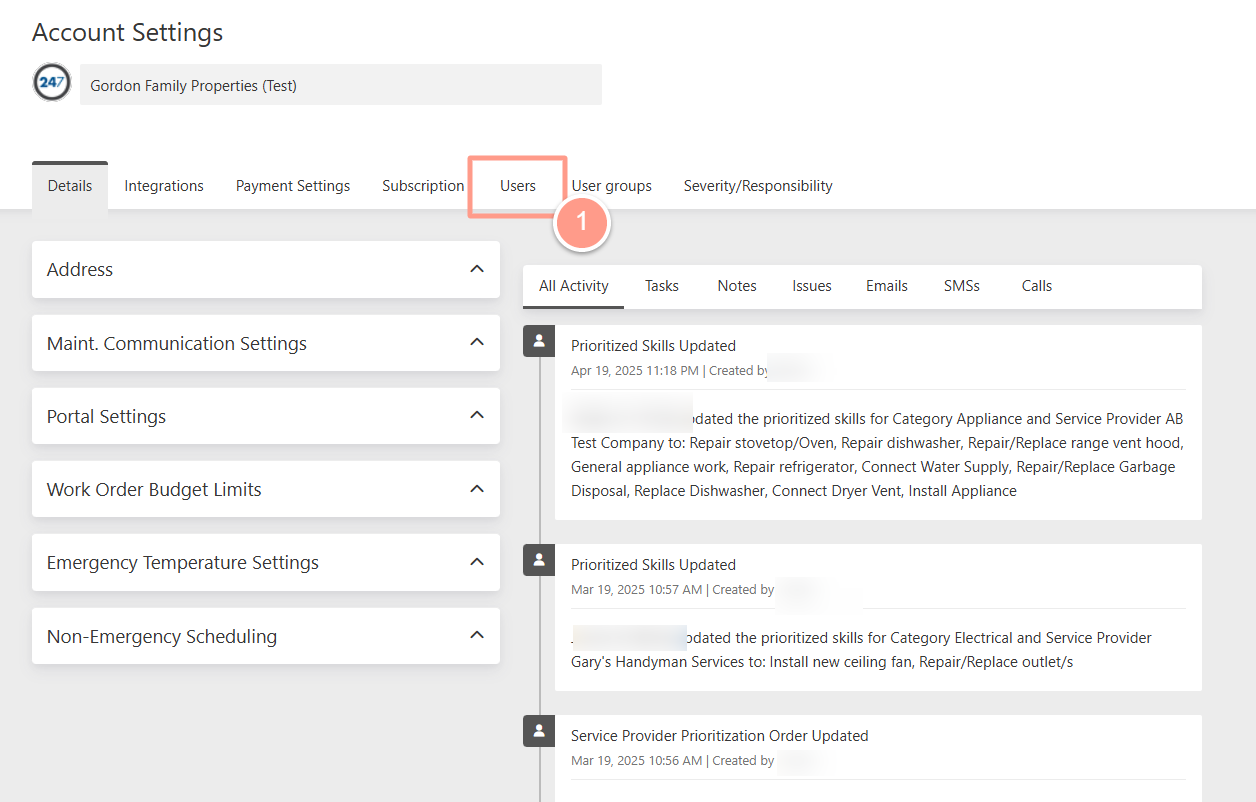 Account Settings
247
Gordon Family Properties (Test)
Details
Integrations
Payment Settings
Subscription
Users
User groups
Severity/Responsibility
1
Address
Maint. Communication Settings
Portal Settings
Work Order Budget Limits
Emergency Temperature Settings
Non-Emergency Scheduling
All Activity
Tasks
Notes
Issues
Emails
SMSs
Calls
Prioritized Skills Updated
Apr 19, 2025 11:18 PM | Created by
pdated the prioritized skills for Category Appliance and Service Provider AB
Test Company to: Repair stovetop/Oven, Repair dishwasher, Repair/Replace range vent hood,
General appliance work, Repair refrigerator, Connect Water Supply, Repair/Replace Garbage
Disposal, Replace Dishwasher, Connect Dryer Vent, Install Appliance
Prioritized Skills Updated
Mar 19, 2025 10:57 AM | Created by
pdated the prioritized skills for Category Electrical and Service Provider
Gary's Handyman Services to: Install new ceiling fan, Repair/Replace outlet/s
Service Provider Prioritization Order Updated
Mar 19, 2025 10:56 AM | Created by